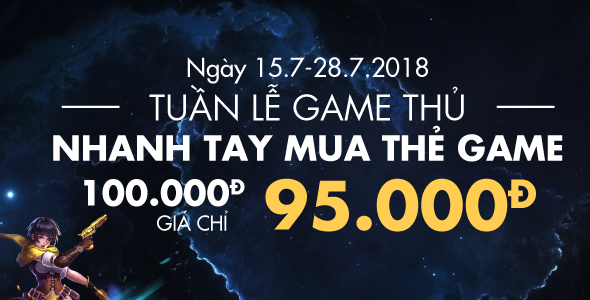 Ngày 15.7-28.7.2018
TUẦN LỄ GAME THỦ
NHANH TAY MUA THẺ GAME
100.000Đ
GIÁ CHỈ
95.000Đ